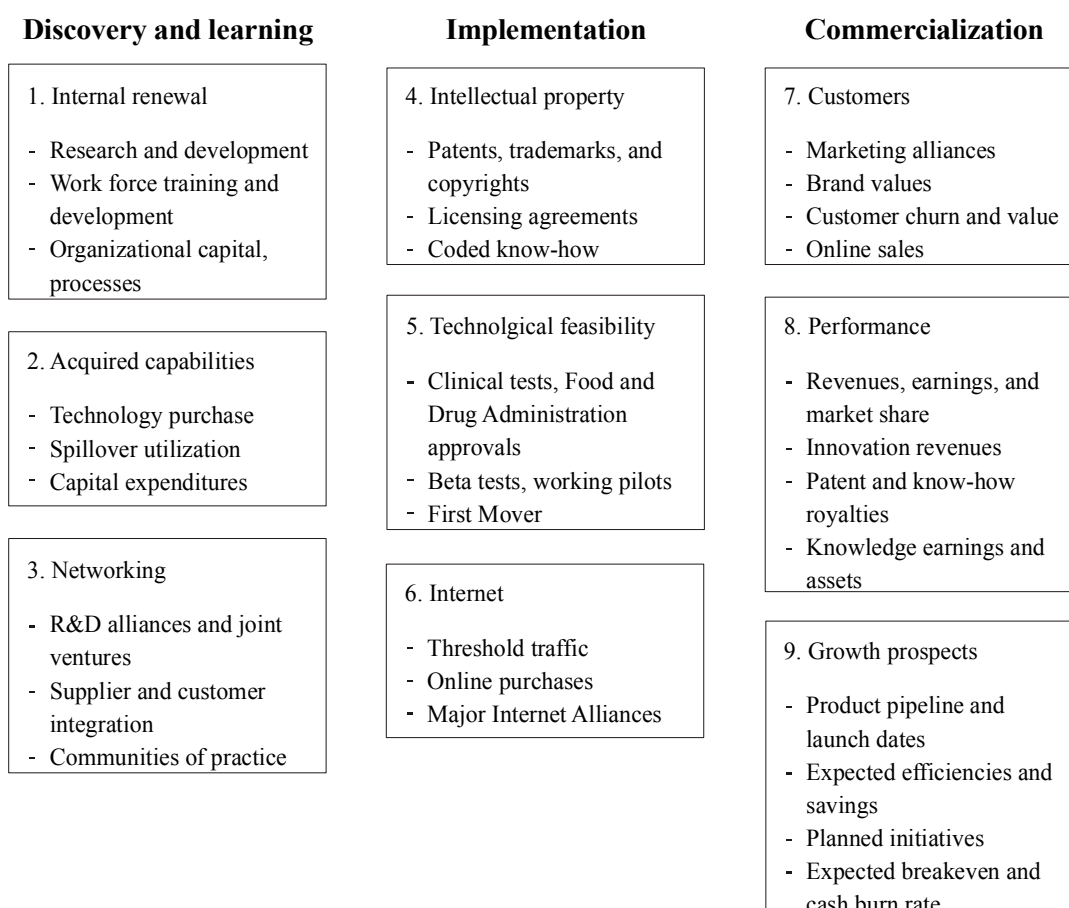 Discovery and learning
1. Internal renewal
- Research and development
- Work force training and
development
- Organizational capital,
processes
2. Acquired capabilities
- Technology purchase
- Spillover utilization
- Capital expenditures
3. Networking
- R&D alliances and joint
ventures
- Supplier and customer
integration
- Communities of practice
Implementation
4. Intellectual property
- Patents, trademarks, and
copyrights
- Licensing agreements
- Coded know-how
5. Technolgical feasibility
- Clinical tests, Food and
Drug Administration
approvals
- Beta tests, working pilots
- First Mover
6. Internet
- Threshold traffic
- Online purchases
- Major Internet Alliances
Commercialization
7. Customers
- Marketing alliances
- Brand values
- Customer churn and value
- Online sales
8. Performance
- Revenues, earnings, and
market share
- Innovation revenues
- Patent and know-how
royalties
- Knowledge earnings and
assets
9. Growth prospects
- Product pipeline and
launch dates
- Expected efficiencies and
savings
- Planned initiatives
- Expected breakeven and
cash burn rate